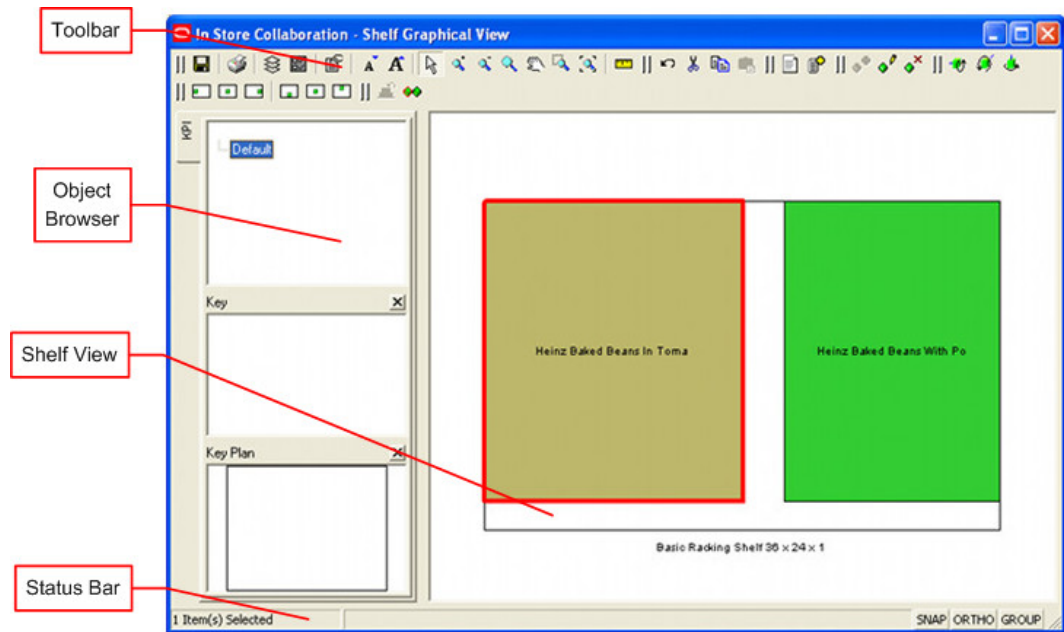 Toolbar
In Store Collaboration - Shelf Graphical View
KPI
Default
Object
Browser
Key
Shelf View
Heinz Baked Beans In Toma
Heinz Baked Beans With Po
Key Plan
Basic Racking Shelf 36 x 24 x 1
Status Bar
1 Item(s) Selected
SNAP ORTHO GROUP